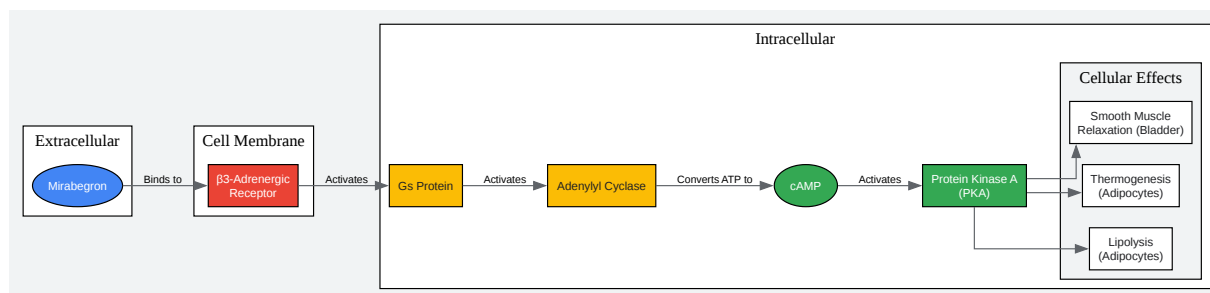 Intracellular
Cellular Effects
Extracellular
Cell Membrane
Mirabegron
Binds to
β3-Adrenergic
Receptor
Activates
Gs Protein
Activates
Adenylyl Cyclase
Converts ATP to
cAMP
Activates
Protein Kinase A
(PKA)
Smooth Muscle
Relaxation (Bladder)
Thermogenesis
(Adipocytes)
Lipolysis
(Adipocytes)